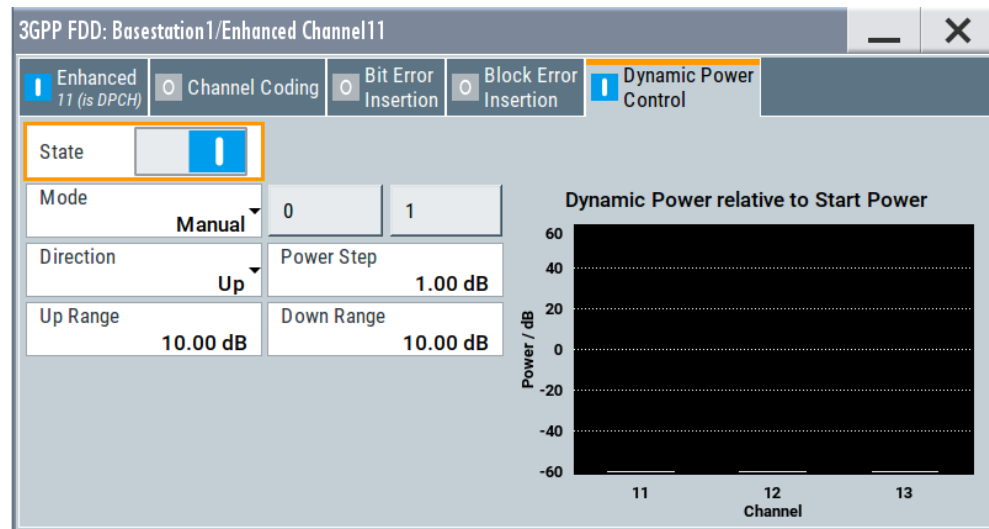 3GPP FDD: Basestation1/Enhanced Channel11
Enhanced
11 (is DPCH)
O Channel Coding
O Bit Error
Insertion
O Block Error
Insertion
Dynamic Power
Control
State
Mode
Manual
0
1
Direction
Up
Power Step
1.00 dB
Up Range
10.00 dB
Down Range
10.00 dB
Dynamic Power relative to Start Power
Power / dB
60
40
20
0
-20
-40
-60
11 12 13
Channel